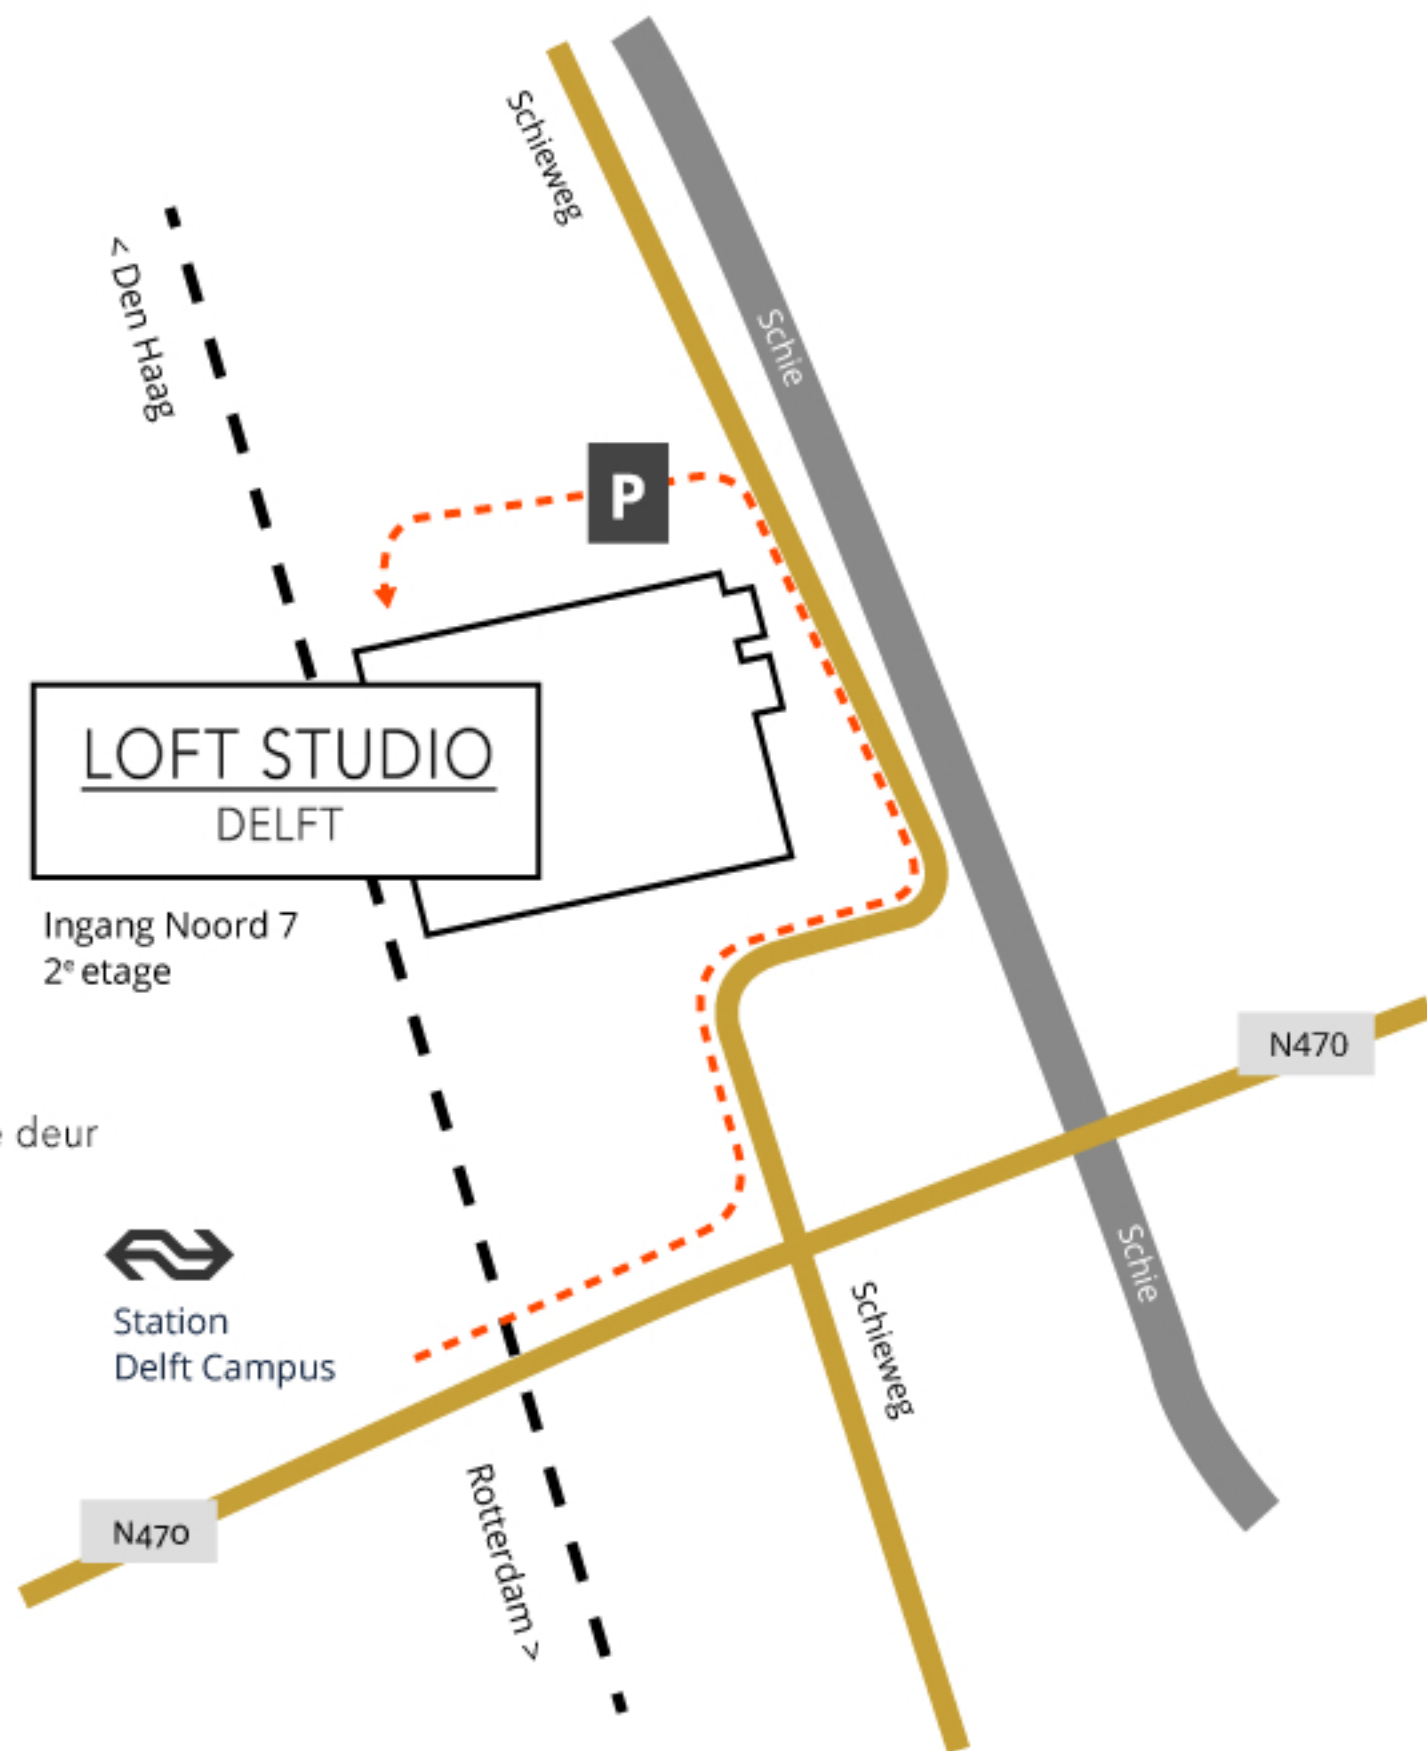 Schieweg
< Den Haag
Schie
P
LOFT STUDIO
DELFT
Ingang Noord 7
2e etage
N470
e deur
Station
Delft Campus
Schie
Schieweg
N470
Rotterdam >